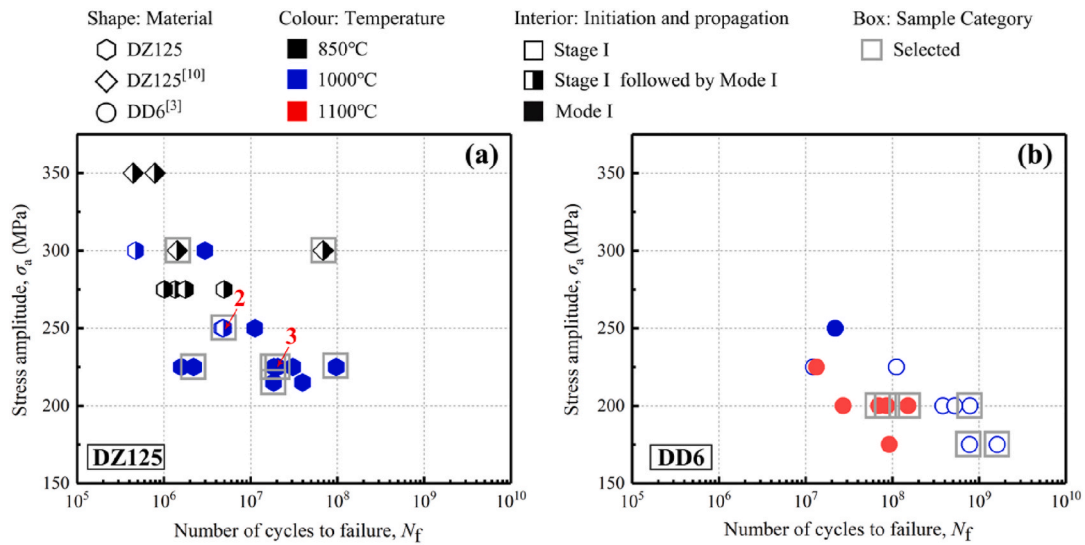 Shape: Material
DZ125
DZ125[10]
DD6[3]
Colour: Temperature
850℃
1000℃
1100℃
Interior: Initiation and propagation
Stage I
Stage I followed by Mode I
Mode I
Box: Sample Category
Selected
(a)
350
300
250
200
150
Stress amplitude, σa (MPa)
2
3
DZ125
10^5 10^6 10^7 10^8 10^9 10^10
Number of cycles to failure, Nf
(b)
350
300
250
200
150
Stress amplitude, σa (MPa)
DD6
10^5 10^6 10^7 10^8 10^9 10^10
Number of cycles to failure, Nf